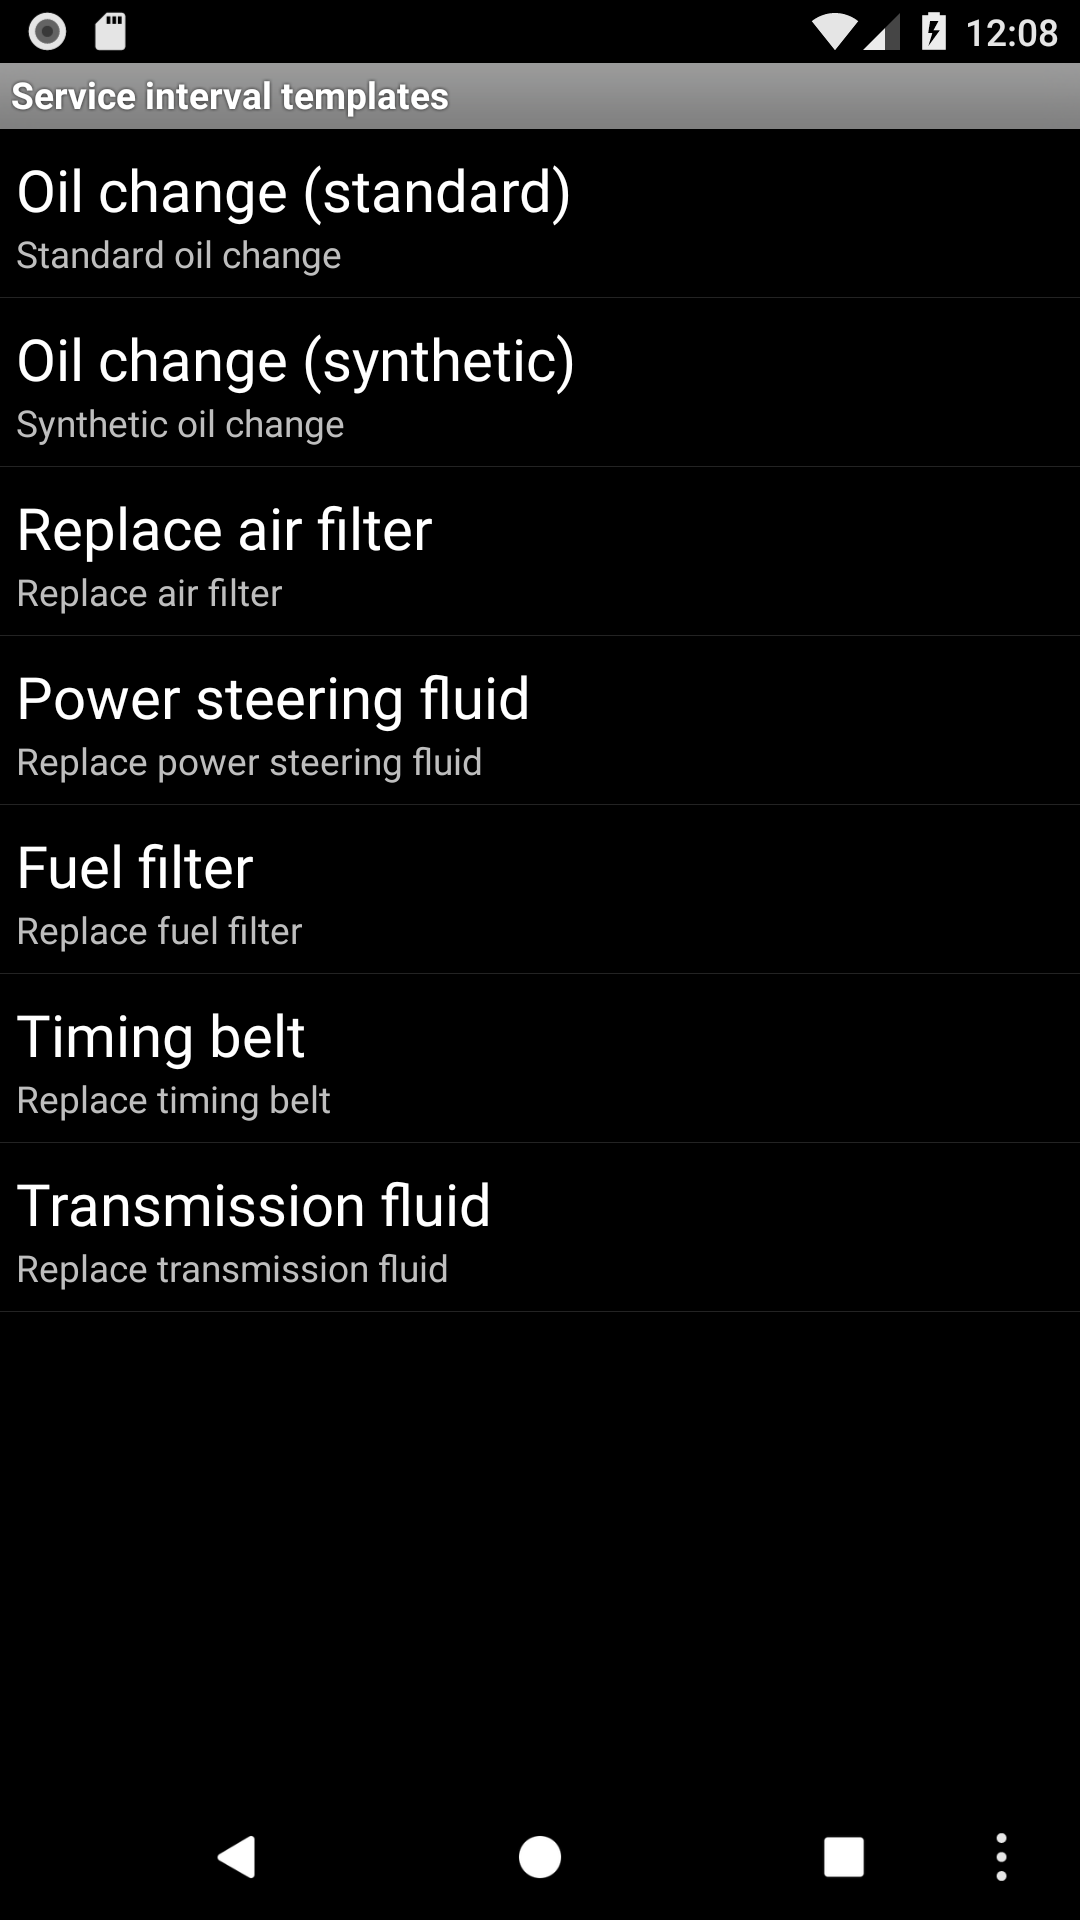 12:08
Service interval templates
Oil change (standard)
Standard oil change
Oil change (synthetic)
Synthetic oil change
Replace air filter
Replace air filter
Power steering fluid
Replace power steering fluid
Fuel filter
Replace fuel filter
Timing belt
Replace timing belt
Transmission fluid
Replace transmission fluid